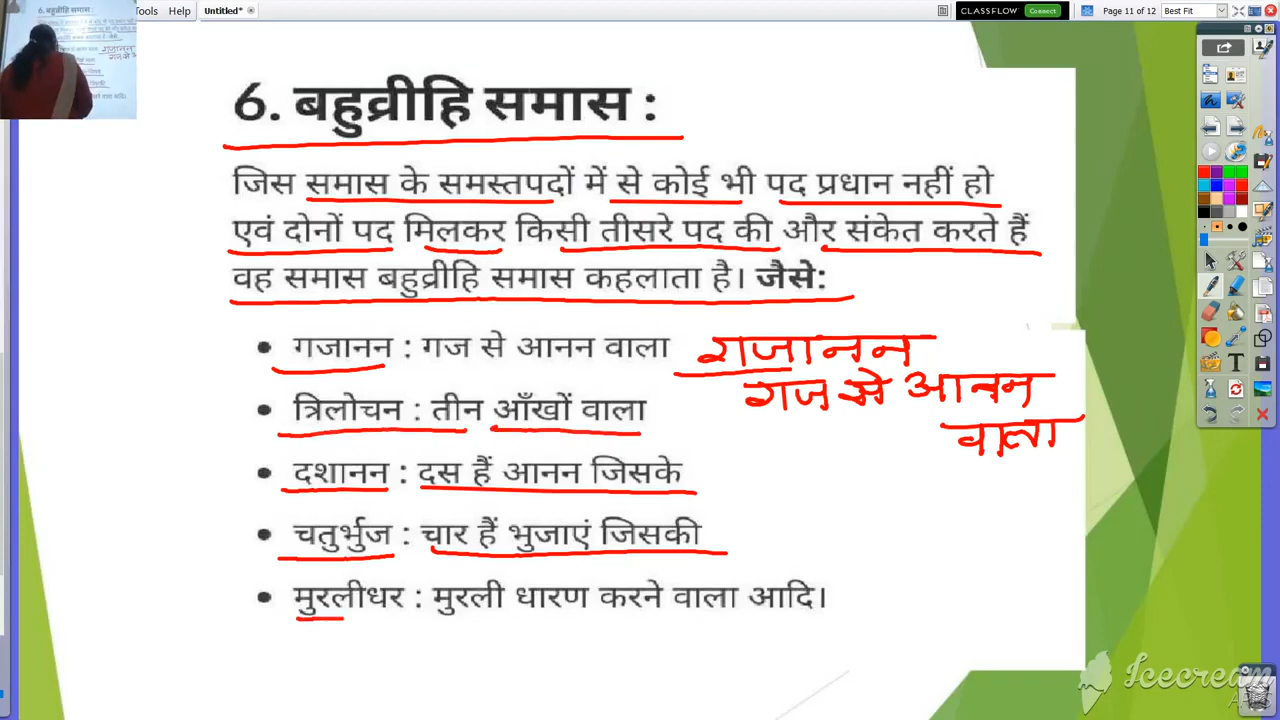 Tools Help
Untitled*
CLASSFLOW Connect
Page 11 of 12
Best Fit
6. बहुव्रीहि समास :
जिस समास के समस्तपदों में से कोई भी पद प्रधान नहीं हो
एवं दोनों पद मिलकर किसी तीसरे पद की और संकेत करते हैं
वह समास बहुव्रीहि समास कहलाता है। जैसे:
गजानन : गज से आनन वाला
गजानन
गज से आनन
वाला
त्रिलोचन : तीन आँखों वाला
दशानन : दस हैं आनन जिसके
चतुर्भुज : चार हैं भुजाएं जिसकी
मुरलीधर : मुरली धारण करने वाला आदि।
Icecream
APPS